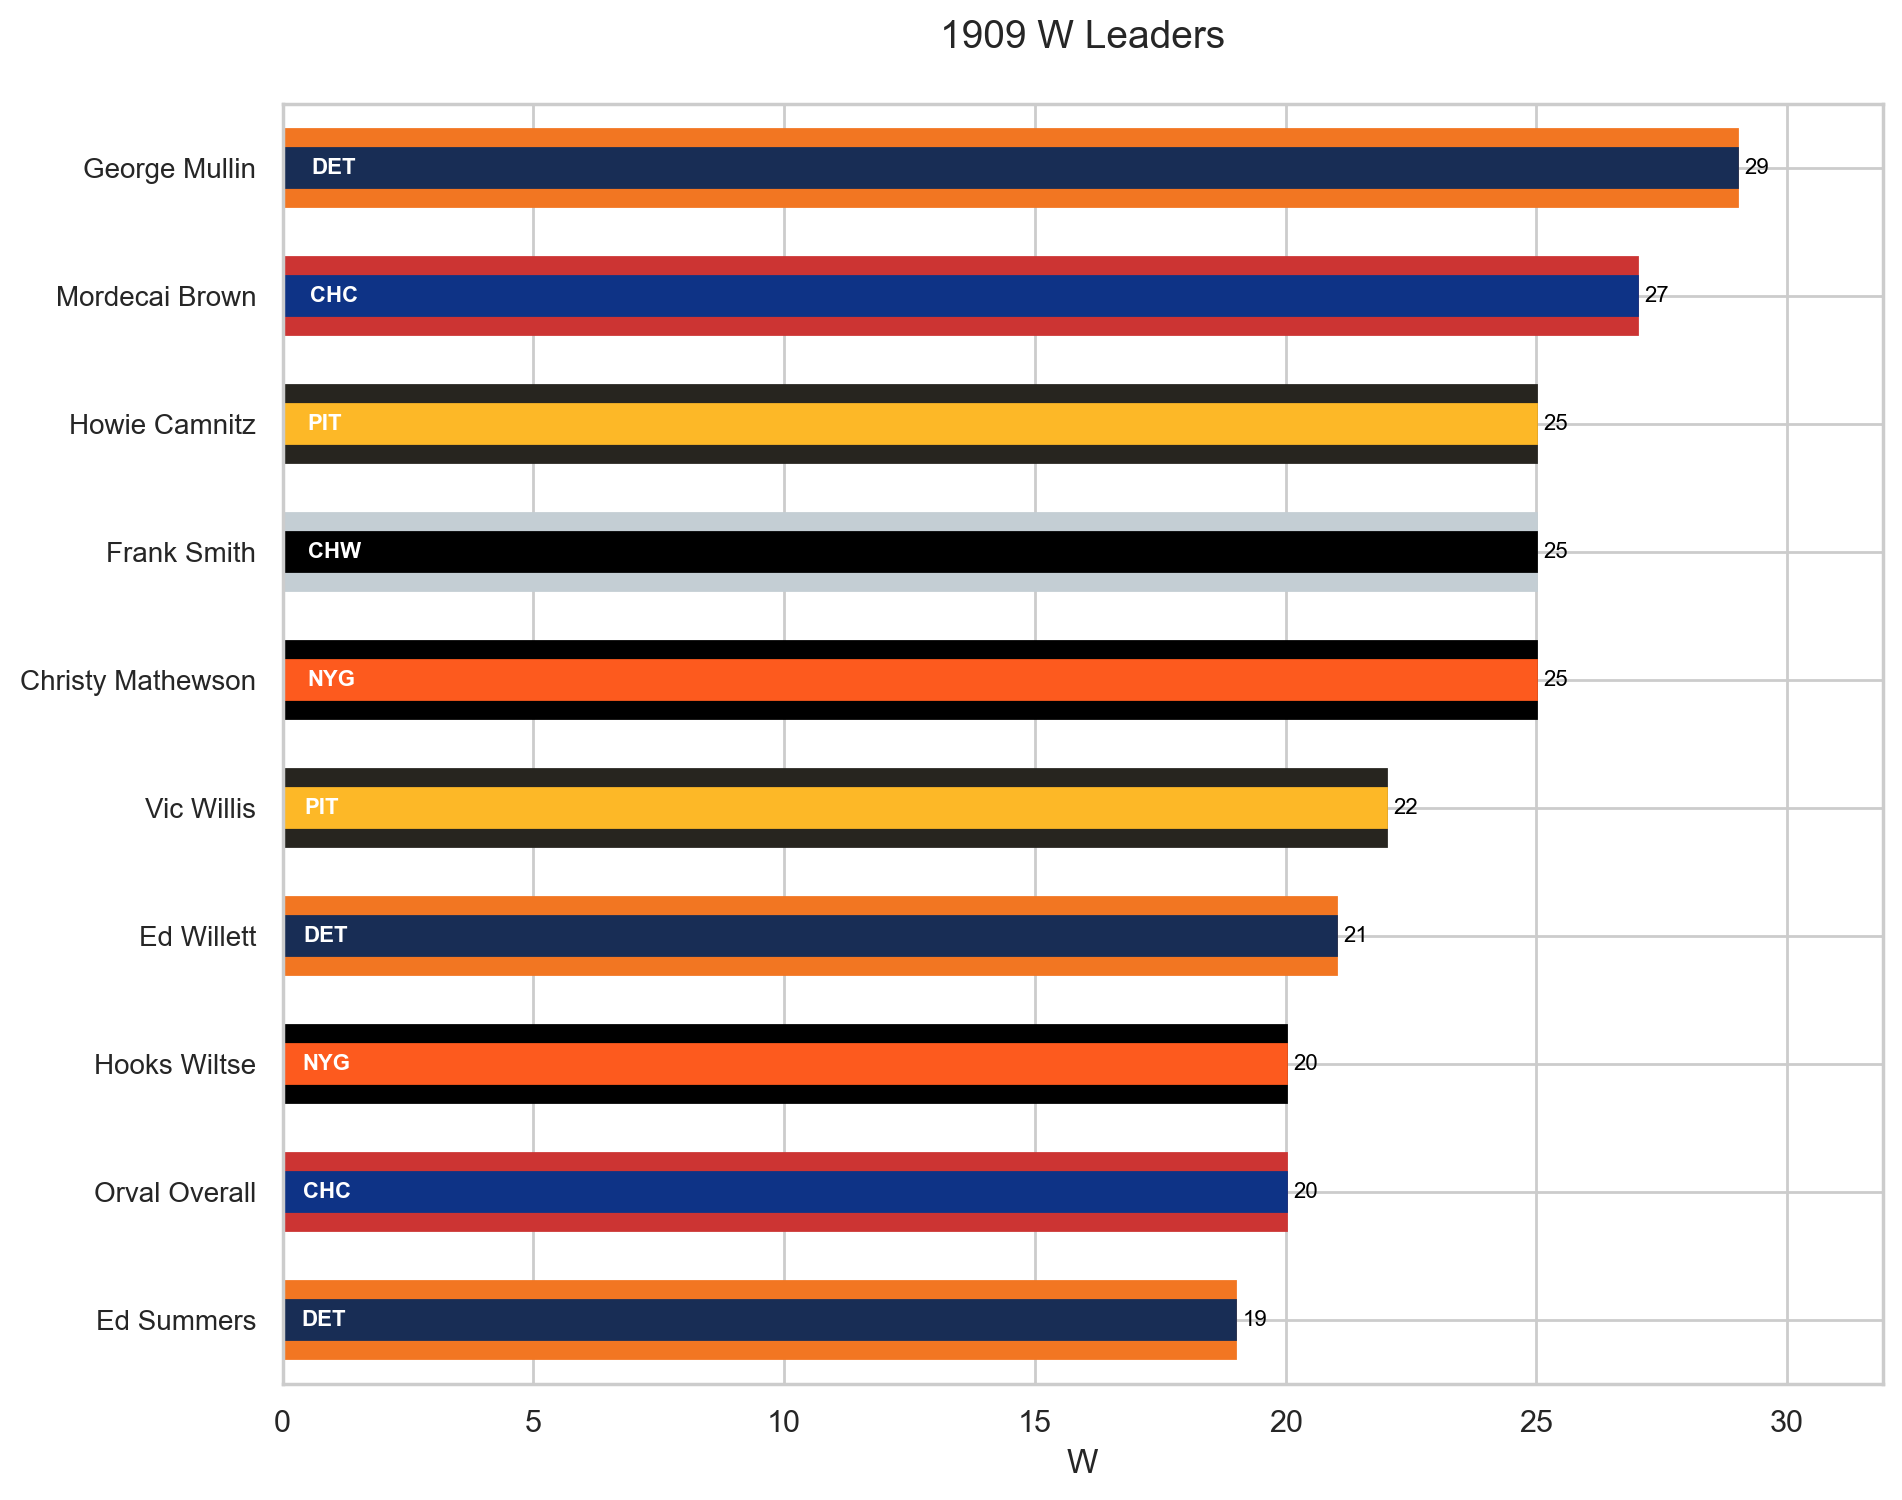 1909 W Leaders
George Mullin DET 29
Mordecai Brown CHC 27
Howie Camnitz PIT 25
Frank Smith CHW 25
Christy Mathewson NYG 25
Vic Willis PIT 22
Ed Willett DET 21
Hooks Wiltse NYG 20
Orval Overall CHC 20
Ed Summers DET 19
0 5 10 15 20 25 30
W